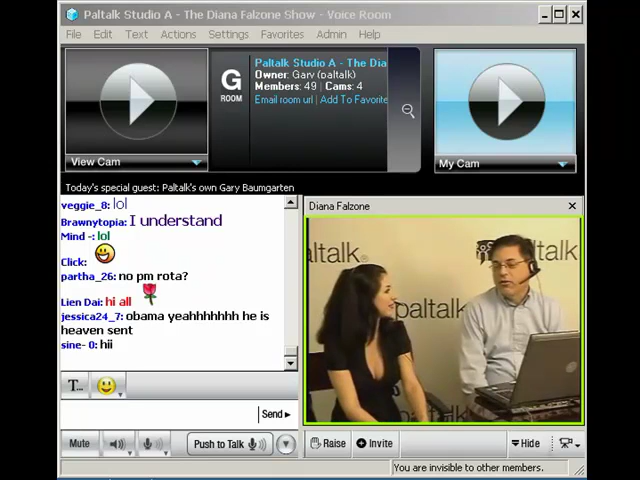 Paltalk Studio A - The Diana Falzone Show - Voice Room
File Edit Text Actions Settings Favorites Admin Help
Paltalk Studio A - The Dia
Owner: Gary (paltalk)
Members: 49 | Cams: 4
Email room url | Add To Favorite
G
ROOM
View Cam
My Cam
Today's special guest: Paltalk's own Gary Baumgarten
veggie_8: lol
Brawnytopia: I understand
Mind -: lol
Click:
partha_26: no pm rota?
Lien Dai: hi all
jessica24_7: obama yeahhhhhhh he is
heaven sent
sine- 0: hii
Diana Falzone
paltalk
paltalk
paltalk
T...
Send
Mute
Push to Talk
Raise
Invite
Hide
You are invisible to other members.